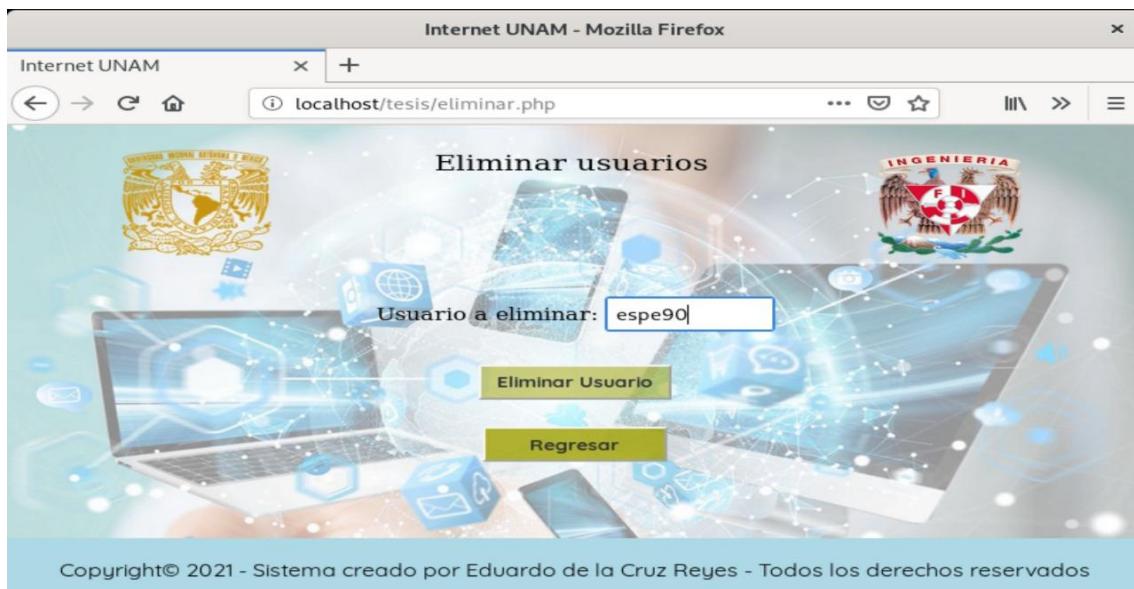 Internet UNAM - Mozilla Firefox
Internet UNAM
localhost/tesis/eliminar.php
Eliminar usuarios
INGENIERIA
F I
Usuario a eliminar: espe90
Eliminar Usuario
Regresar
Copyright© 2021 - Sistema creado por Eduardo de la Cruz Reyes - Todos los derechos reservados